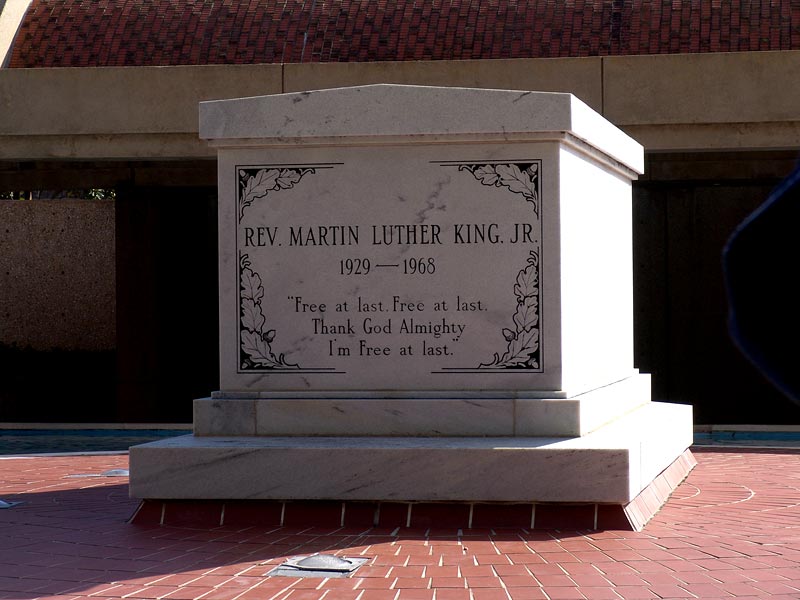 REV. MARTIN LUTHER KING, JR.
1929—1968
"Free at last. Free at last.
Thank God Almighty
I'm Free at last."